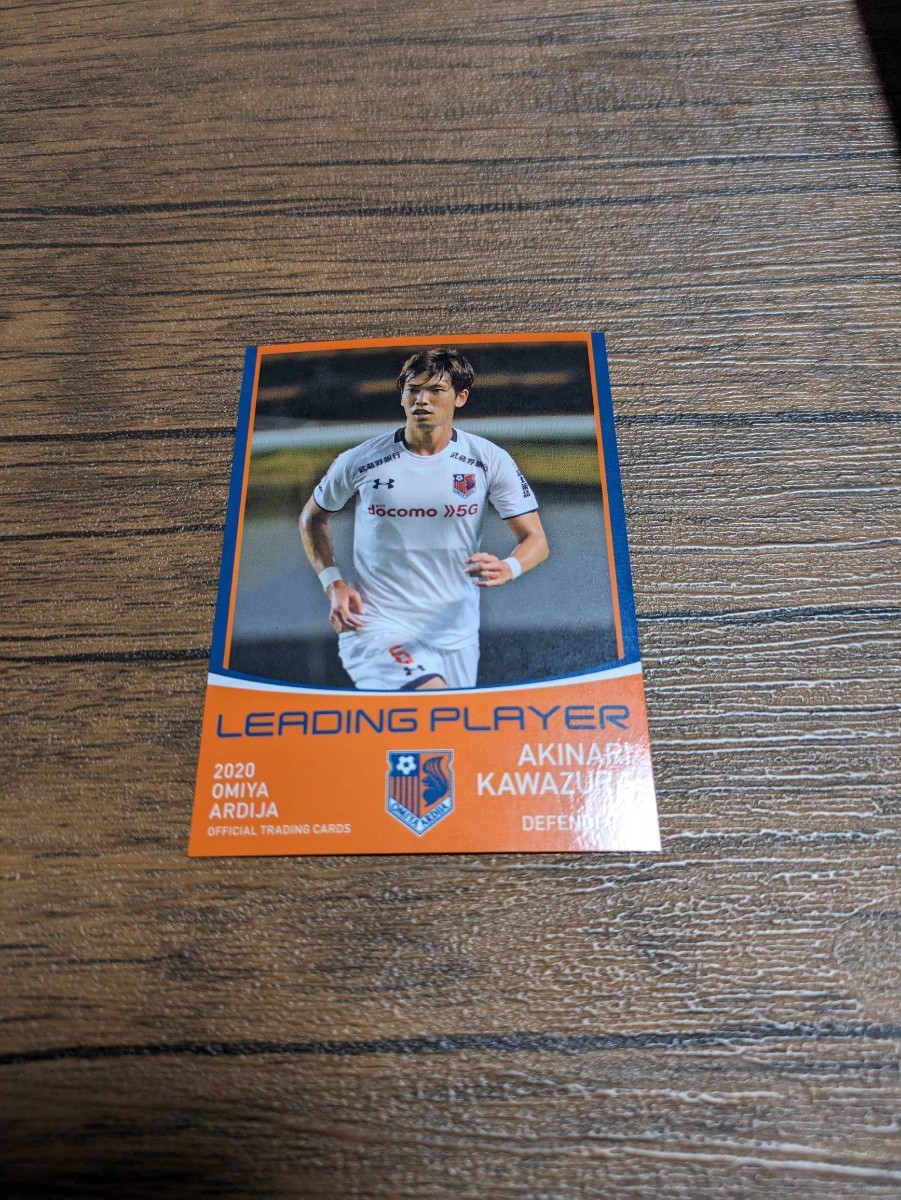 武蔵野銀行
武蔵野銀行
docomo 5G
6
LEADING PLAYER
2020
OMIYA
ARDIJA
OFFICIAL TRADING CARDS
OMIYA ARDIJA
AKINARI
KAWAZURA